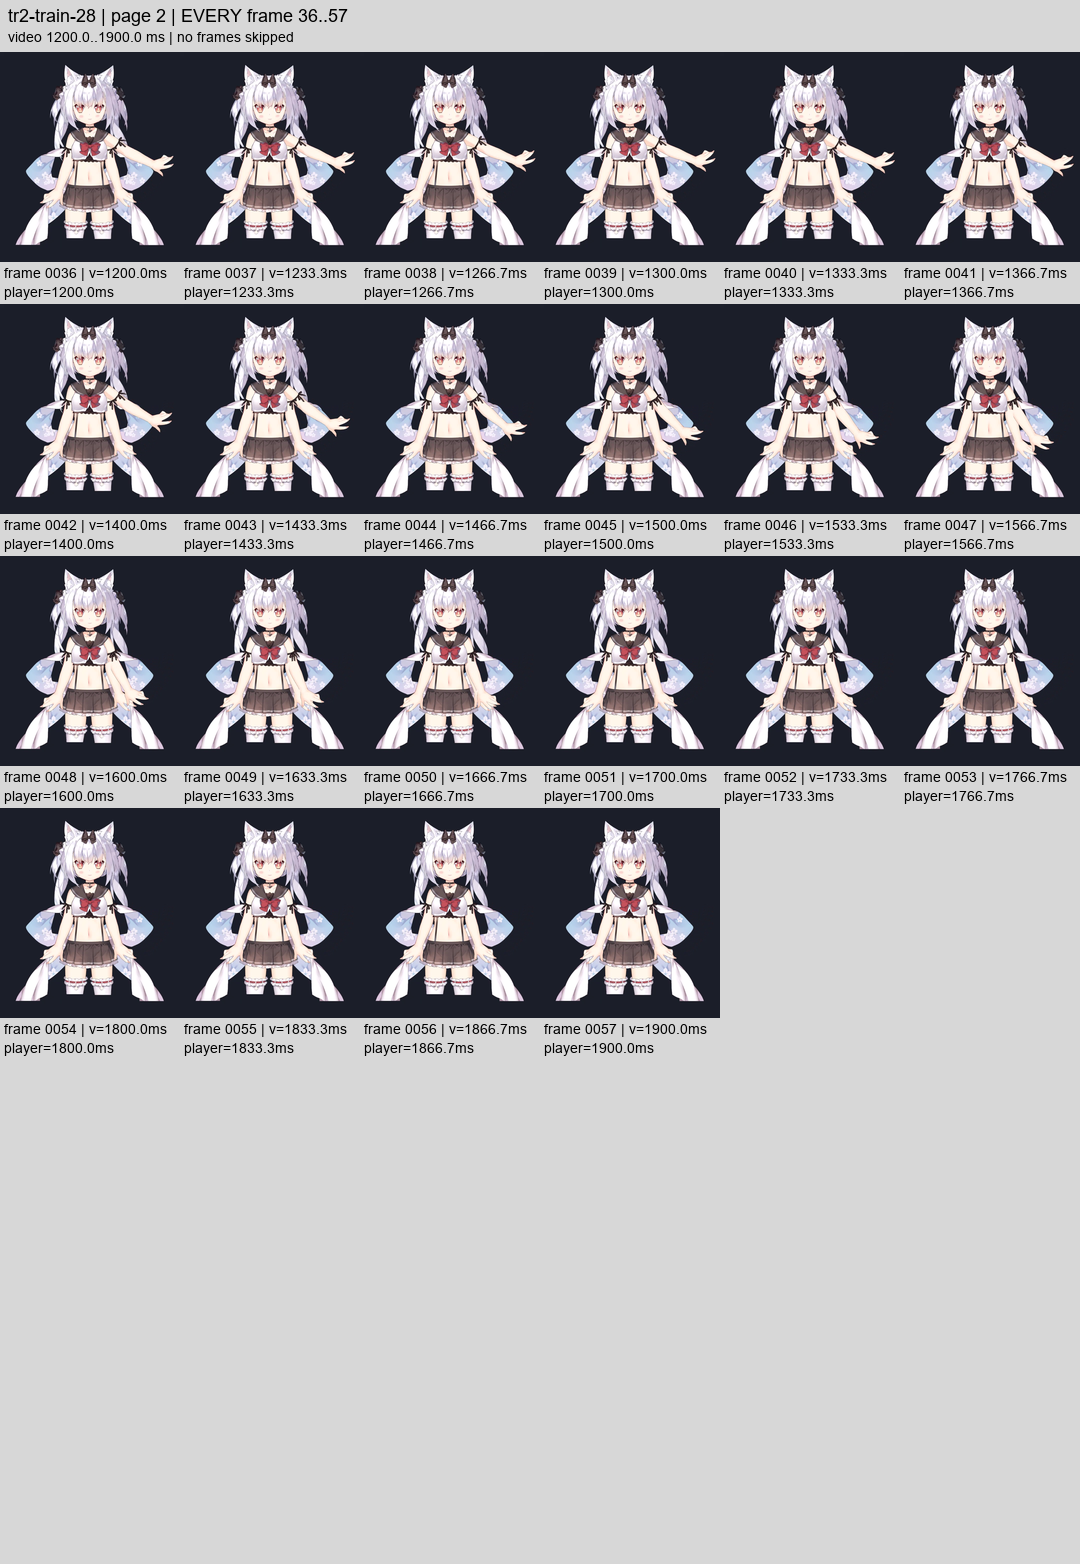 tr2-train-28 | page 2 | EVERY frame 36..57
video 1200.0..1900.0 ms | no frames skipped
frame 0036 | v=1200.0ms
player=1200.0ms
frame 0037 | v=1233.3ms
player=1233.3ms
frame 0038 | v=1266.7ms
player=1266.7ms
frame 0039 | v=1300.0ms
player=1300.0ms
frame 0040 | v=1333.3ms
player=1333.3ms
frame 0041 | v=1366.7ms
player=1366.7ms
frame 0042 | v=1400.0ms
player=1400.0ms
frame 0043 | v=1433.3ms
player=1433.3ms
frame 0044 | v=1466.7ms
player=1466.7ms
frame 0045 | v=1500.0ms
player=1500.0ms
frame 0046 | v=1533.3ms
player=1533.3ms
frame 0047 | v=1566.7ms
player=1566.7ms
frame 0048 | v=1600.0ms
player=1600.0ms
frame 0049 | v=1633.3ms
player=1633.3ms
frame 0050 | v=1666.7ms
player=1666.7ms
frame 0051 | v=1700.0ms
player=1700.0ms
frame 0052 | v=1733.3ms
player=1733.3ms
frame 0053 | v=1766.7ms
player=1766.7ms
frame 0054 | v=1800.0ms
player=1800.0ms
frame 0055 | v=1833.3ms
player=1833.3ms
frame 0056 | v=1866.7ms
player=1866.7ms
frame 0057 | v=1900.0ms
player=1900.0ms